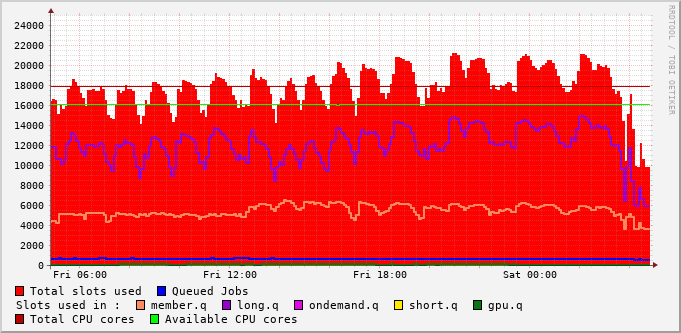 24000
22000
20000
18000
16000
14000
12000
10000
8000
6000
4000
2000
0
Fri 06:00 Fri 12:00 Fri 18:00 Sat 00:00
RRDTOOL / TOBI OETIKER
Total slots used Queued Jobs
Slots used in : member.q long.q ondemand.q short.q gpu.q
Total CPU cores Available CPU cores